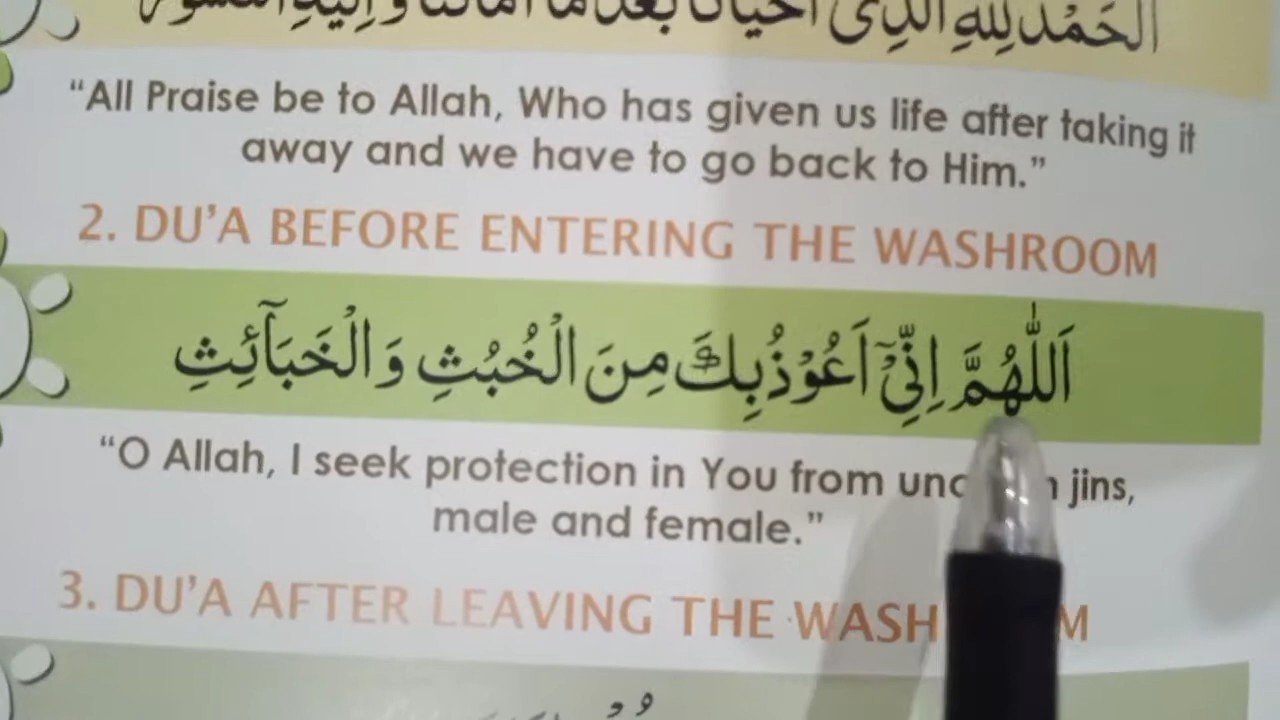 الْحَمْدُ لِلّٰهِ الَّذِى
“All Praise be to Allah, Who has given us life after taking it
away and we have to go back to Him.”
2. DU’A BEFORE ENTERING THE WASHROOM
اَللّٰهُمَّ اِنِّيْٓ اَعُوْذُبِكَ مِنَ الْخُبُثِ وَالْخَبَآئِثِ
“O Allah, I seek protection in You from jins,
male and female.”
3. DU’A AFTER LEAVING THE